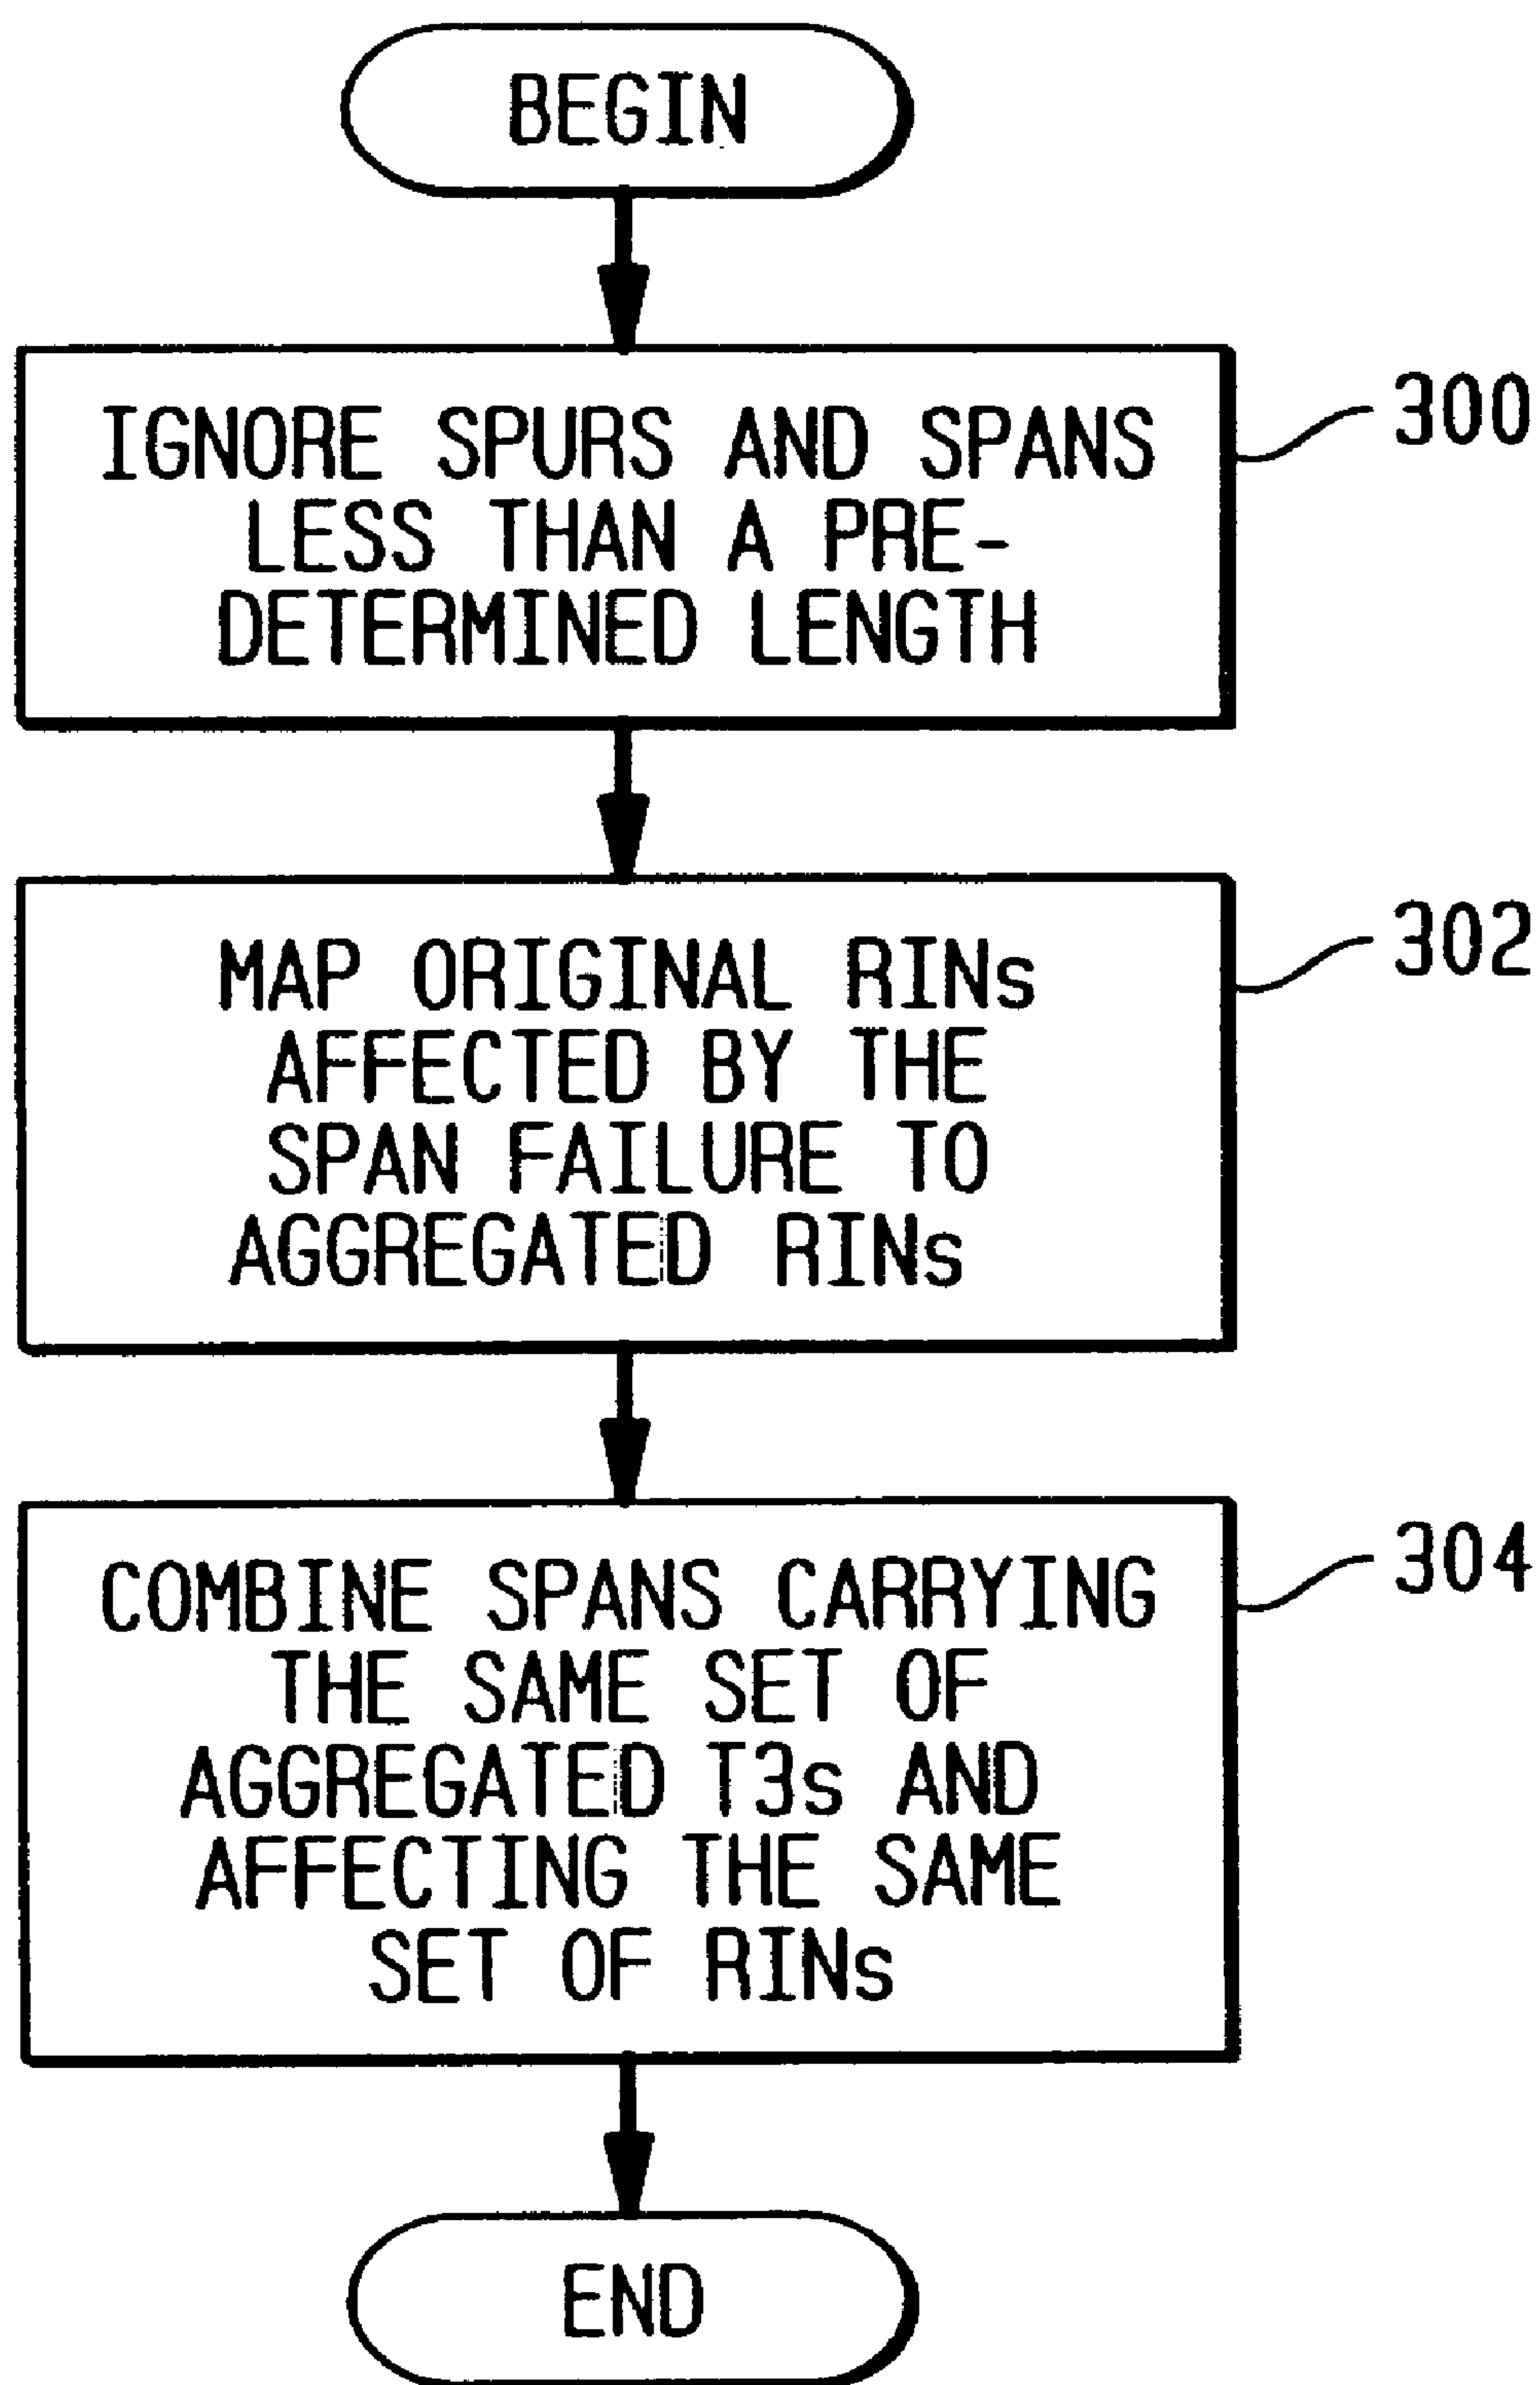 BEGIN
IGNORE SPURS AND SPANS
LESS THAN A PRE-
DETERMINED LENGTH
300
MAP ORIGINAL RINs
AFFECTED BY THE
SPAN FAILURE TO
AGGREGATED RINs
302
COMBINE SPANS CARRYING
THE SAME SET OF
AGGREGATED T3s AND
AFFECTING THE SAME
SET OF RINs
304
END